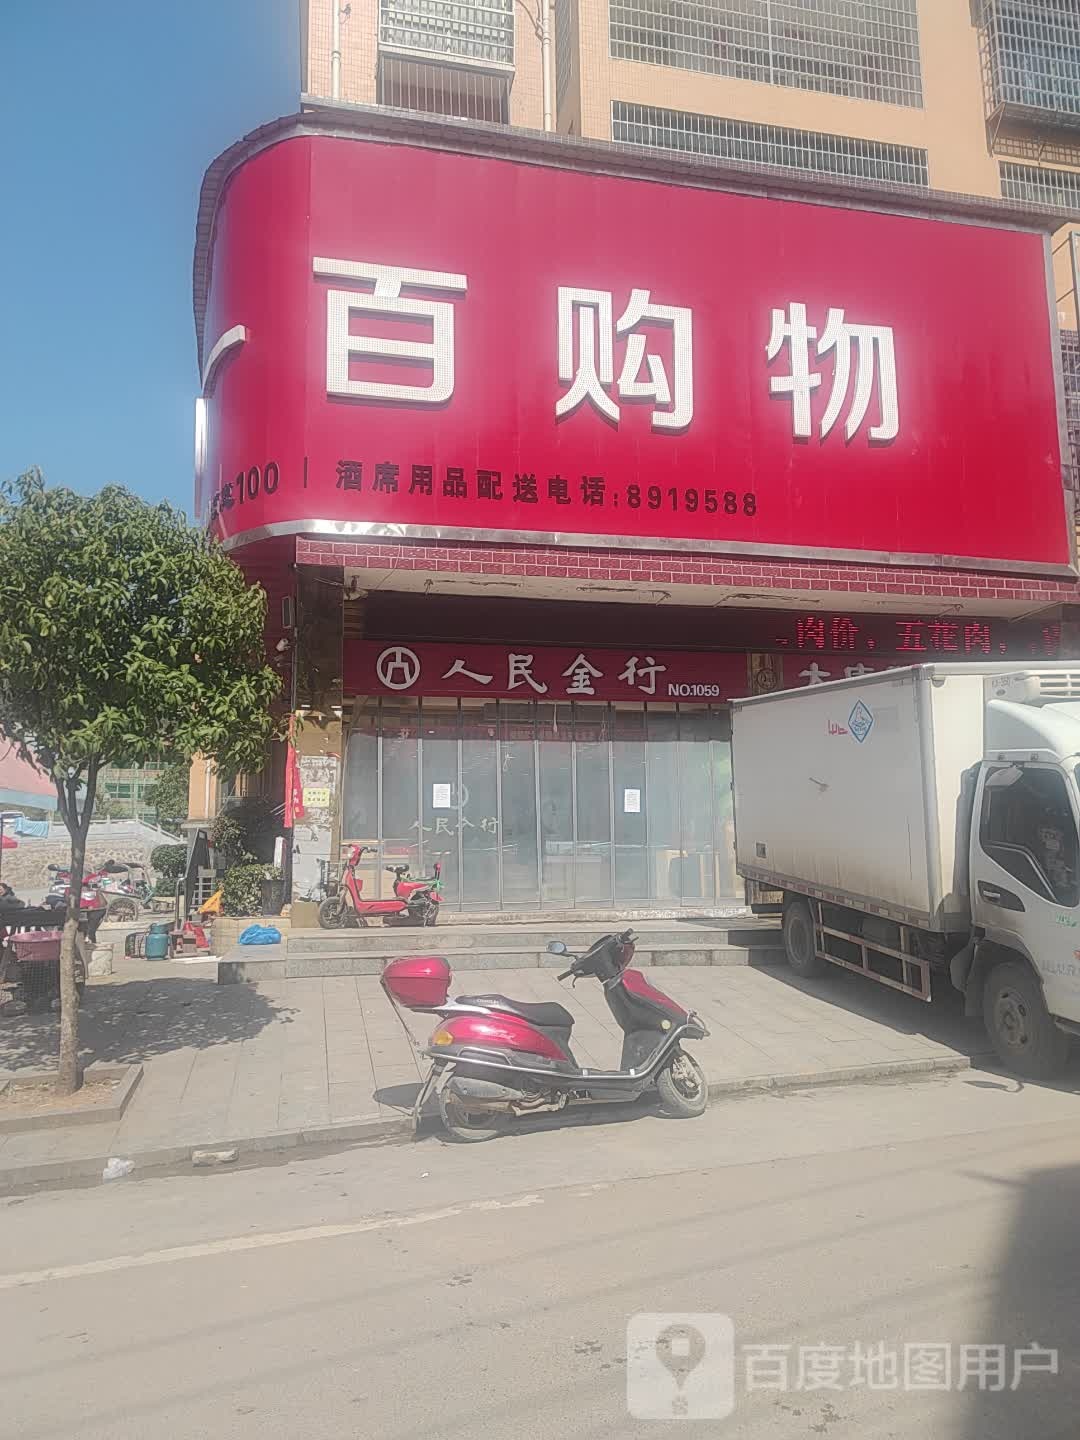 一百购物
100 | 酒席用品配送电话:8919588
肉价，五花肉，
人民金行 NO.1059
人民金行
百度地图用户